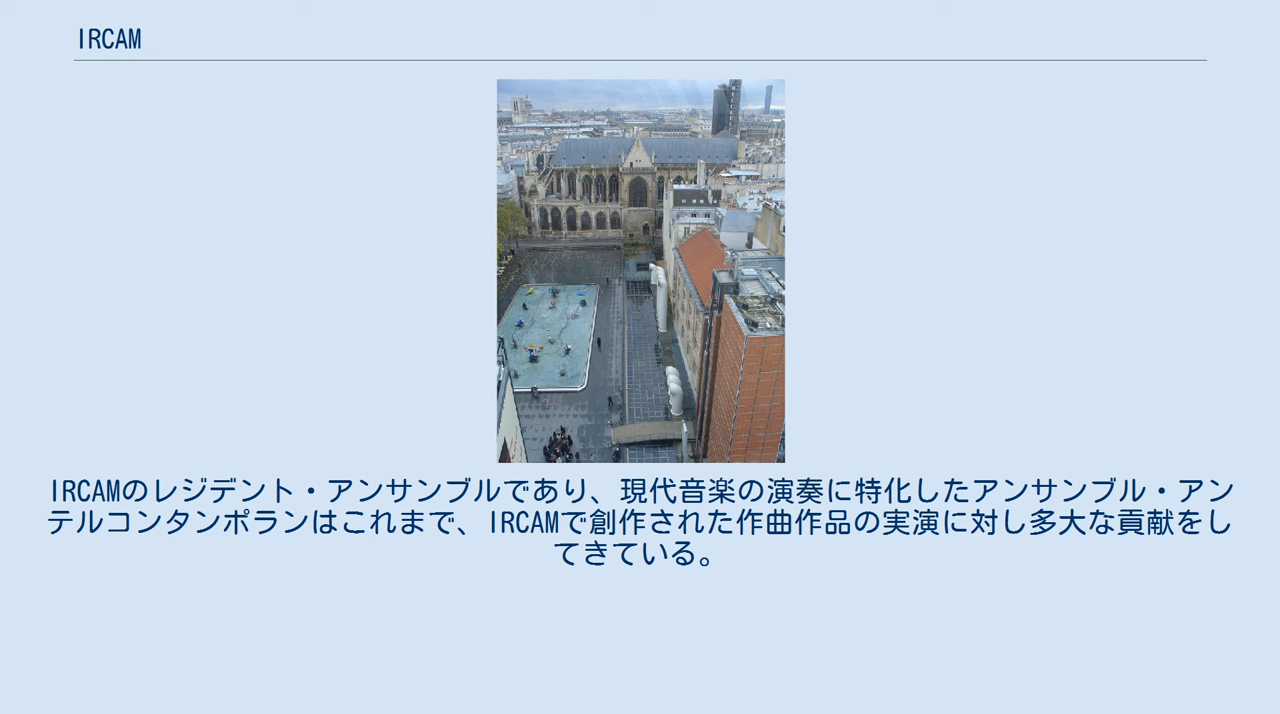 IRCAM
IRCAMのレジデント・アンサンブルであり、現代音楽の演奏に特化したアンサンブル・アン
テルコンタンポランはこれまで、IRCAMで創作された作曲作品の実演に対し多大な貢献をし
てきている。